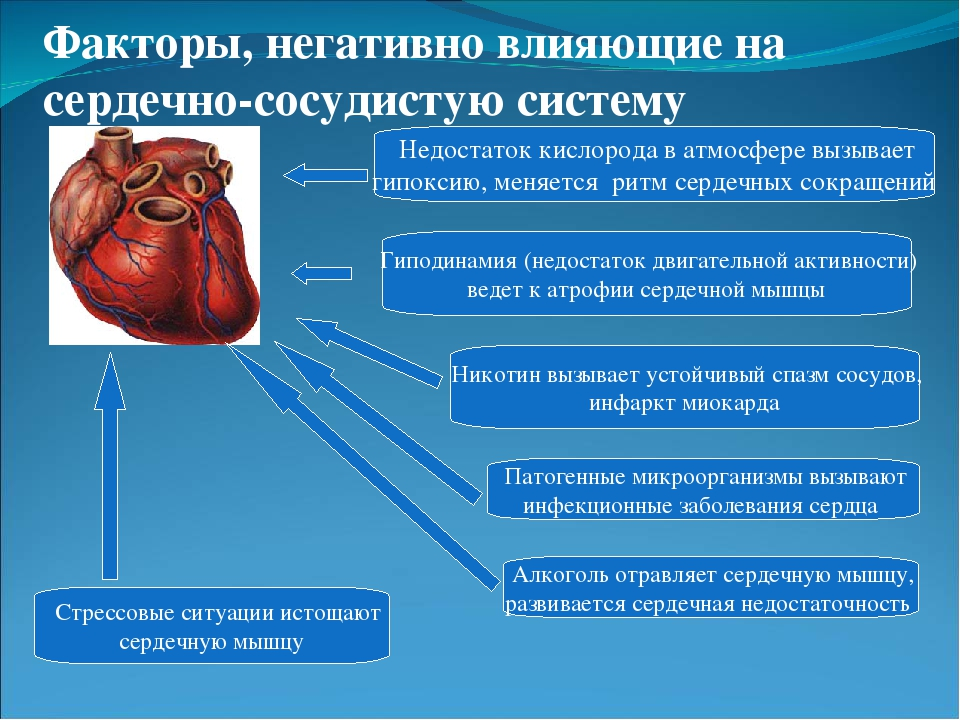 Факторы, негативно влияющие на
сердечно-сосудистую систему
Недостаток кислорода в атмосфере вызывает
гипоксию, меняется ритм сердечных сокращений
Гиподинамия (недостаток двигательной активности)
ведет к атрофии сердечной мышцы
Никотин вызывает устойчивый спазм сосудов,
инфаркт миокарда
Патогенные микроорганизмы вызывают
инфекционные заболевания сердца
Алкоголь отравляет сердечную мышцу,
развивается сердечная недостаточность
Стрессовые ситуации истощают
сердечную мышцу